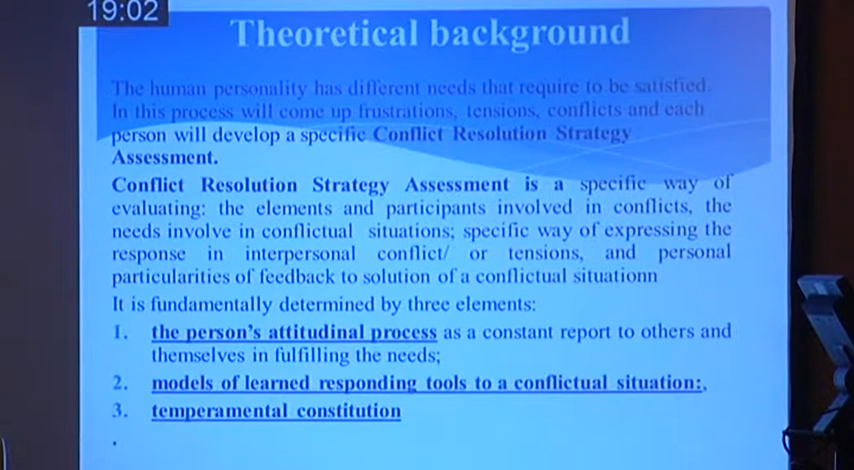 19:02
Theoretical background
The human personality has different needs that require to be satisfied.
In this process will come up frustrations, tensions, conflicts and each
person will develop a specific Conflict Resolution Strategy
Assessment.
Conflict Resolution Strategy Assessment is a specific way of
evaluating: the elements and participants involved in conflicts, the
needs involve in conflictual situations; specific way of expressing the
response in interpersonal conflict/ or tensions, and personal
particularities of feedback to solution of a conflictual situationn
It is fundamentally determined by three elements:
1. the person's attitudinal process as a constant report to others and
themselves in fulfilling the needs;
2. models of learned responding tools to a conflictual situation:,
3. temperamental constitution
.